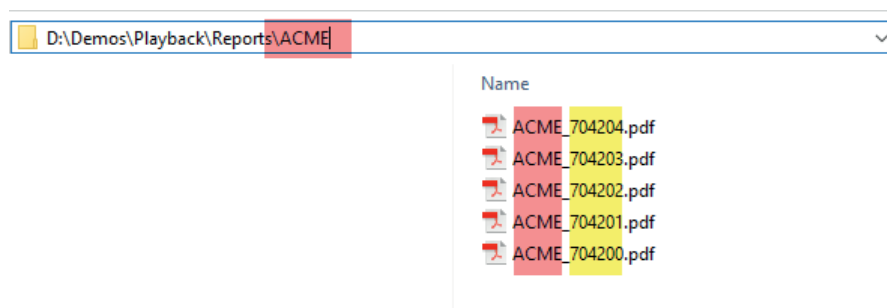 D:\Demos\Playback\Reports\ACME
Name
ACME_704204.pdf
ACME_704203.pdf
ACME_704202.pdf
ACME_704201.pdf
ACME_704200.pdf